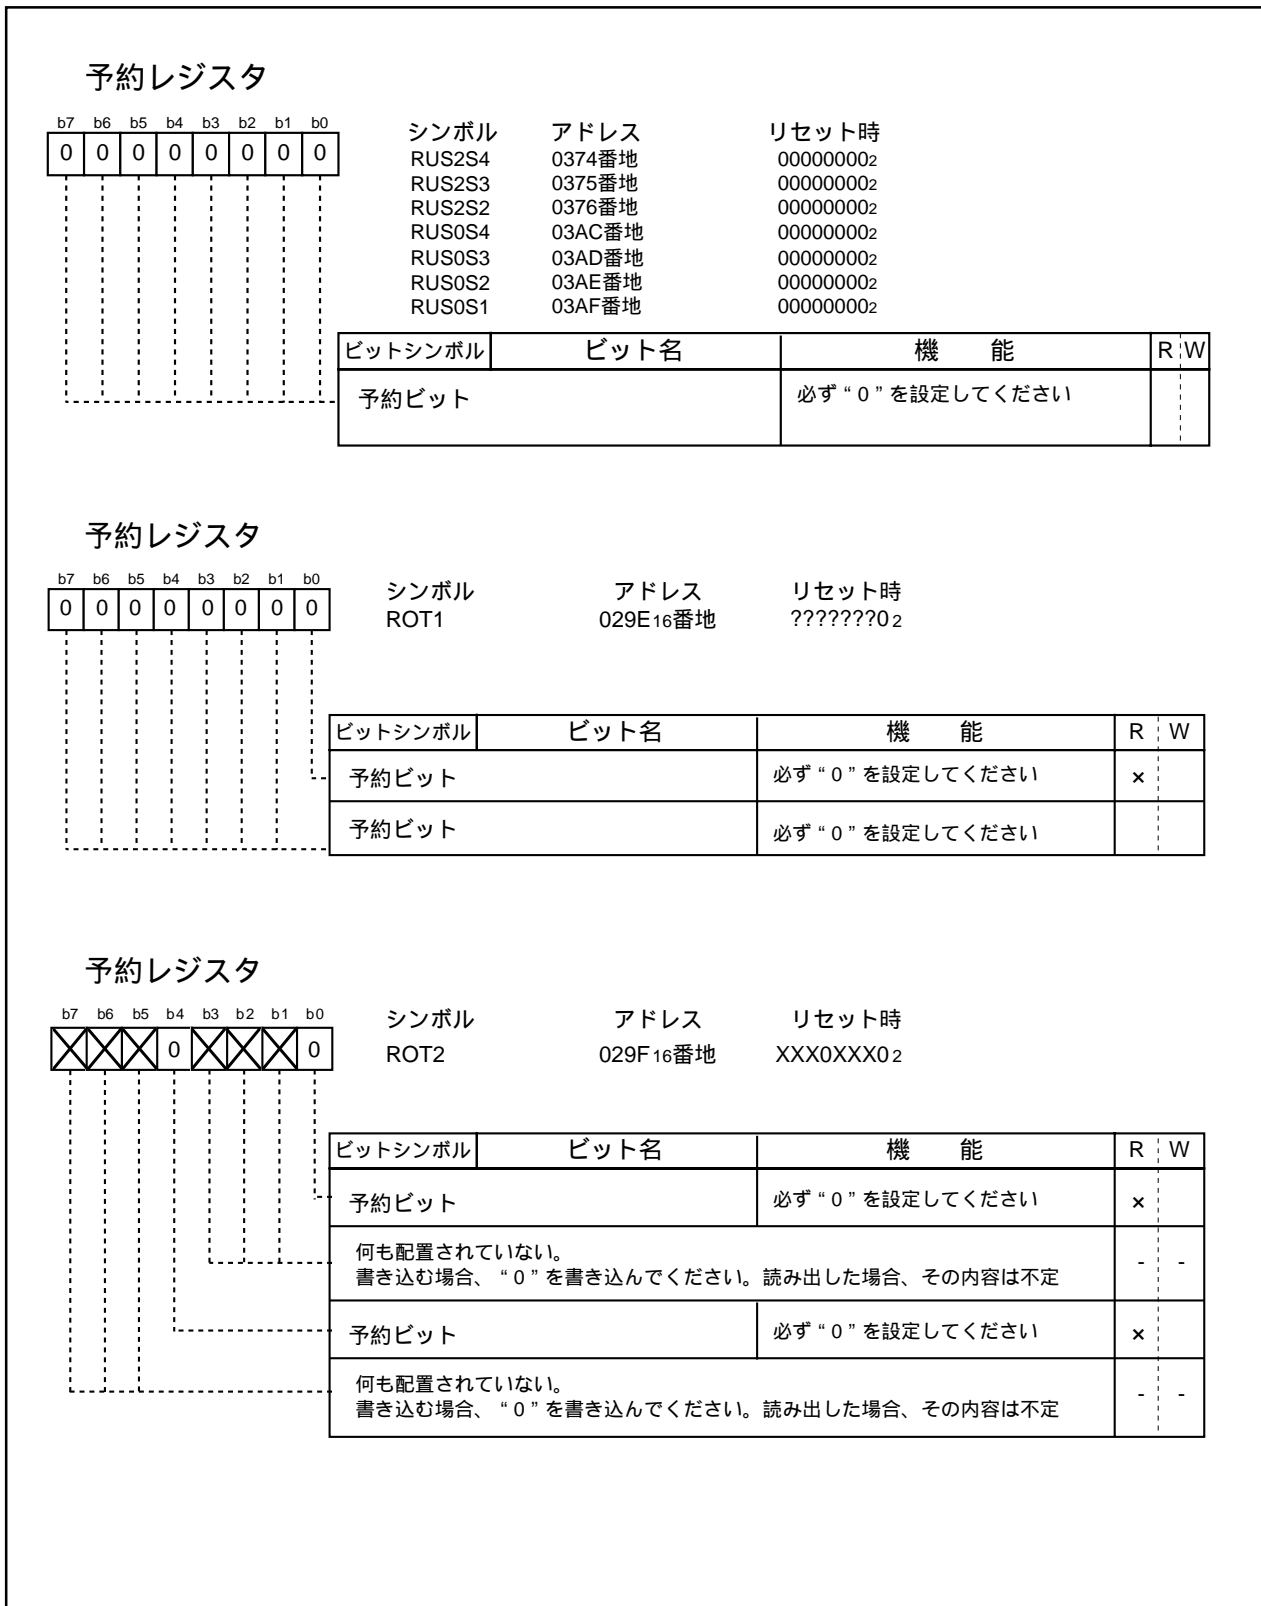 予約レジスタ
b7 b6 b5 b4 b3 b2 b1 b0
0 0 0 0 0 0 0 0
シンボル アドレス リセット時
RUS2S4 0374番地 000000002
RUS2S3 0375番地 000000002
RUS2S2 0376番地 000000002
RUS0S4 03AC番地 000000002
RUS0S3 03AD番地 000000002
RUS0S2 03AE番地 000000002
RUS0S1 03AF番地 000000002
ビットシンボル ビット名 機 能 R W
予約ビット 必ず“0”を設定してください
予約レジスタ
b7 b6 b5 b4 b3 b2 b1 b0
0 0 0 0 0 0 0 0
シンボル アドレス リセット時
ROT1 029E16番地 ???????02
ビットシンボル ビット名 機 能 R W
予約ビット 必ず“0”を設定してください ×
予約ビット 必ず“0”を設定してください
予約レジスタ
b7 b6 b5 b4 b3 b2 b1 b0
0 0
シンボル アドレス リセット時
ROT2 029F16番地 XXX0XXX02
ビットシンボル ビット名 機 能 R W
予約ビット 必ず“0”を設定してください ×
何も配置されていない。
書き込む場合、“0”を書き込んでください。読み出した場合、その内容は不定 - -
予約ビット 必ず“0”を設定してください ×
何も配置されていない。
書き込む場合、“0”を書き込んでください。読み出した場合、その内容は不定 - -